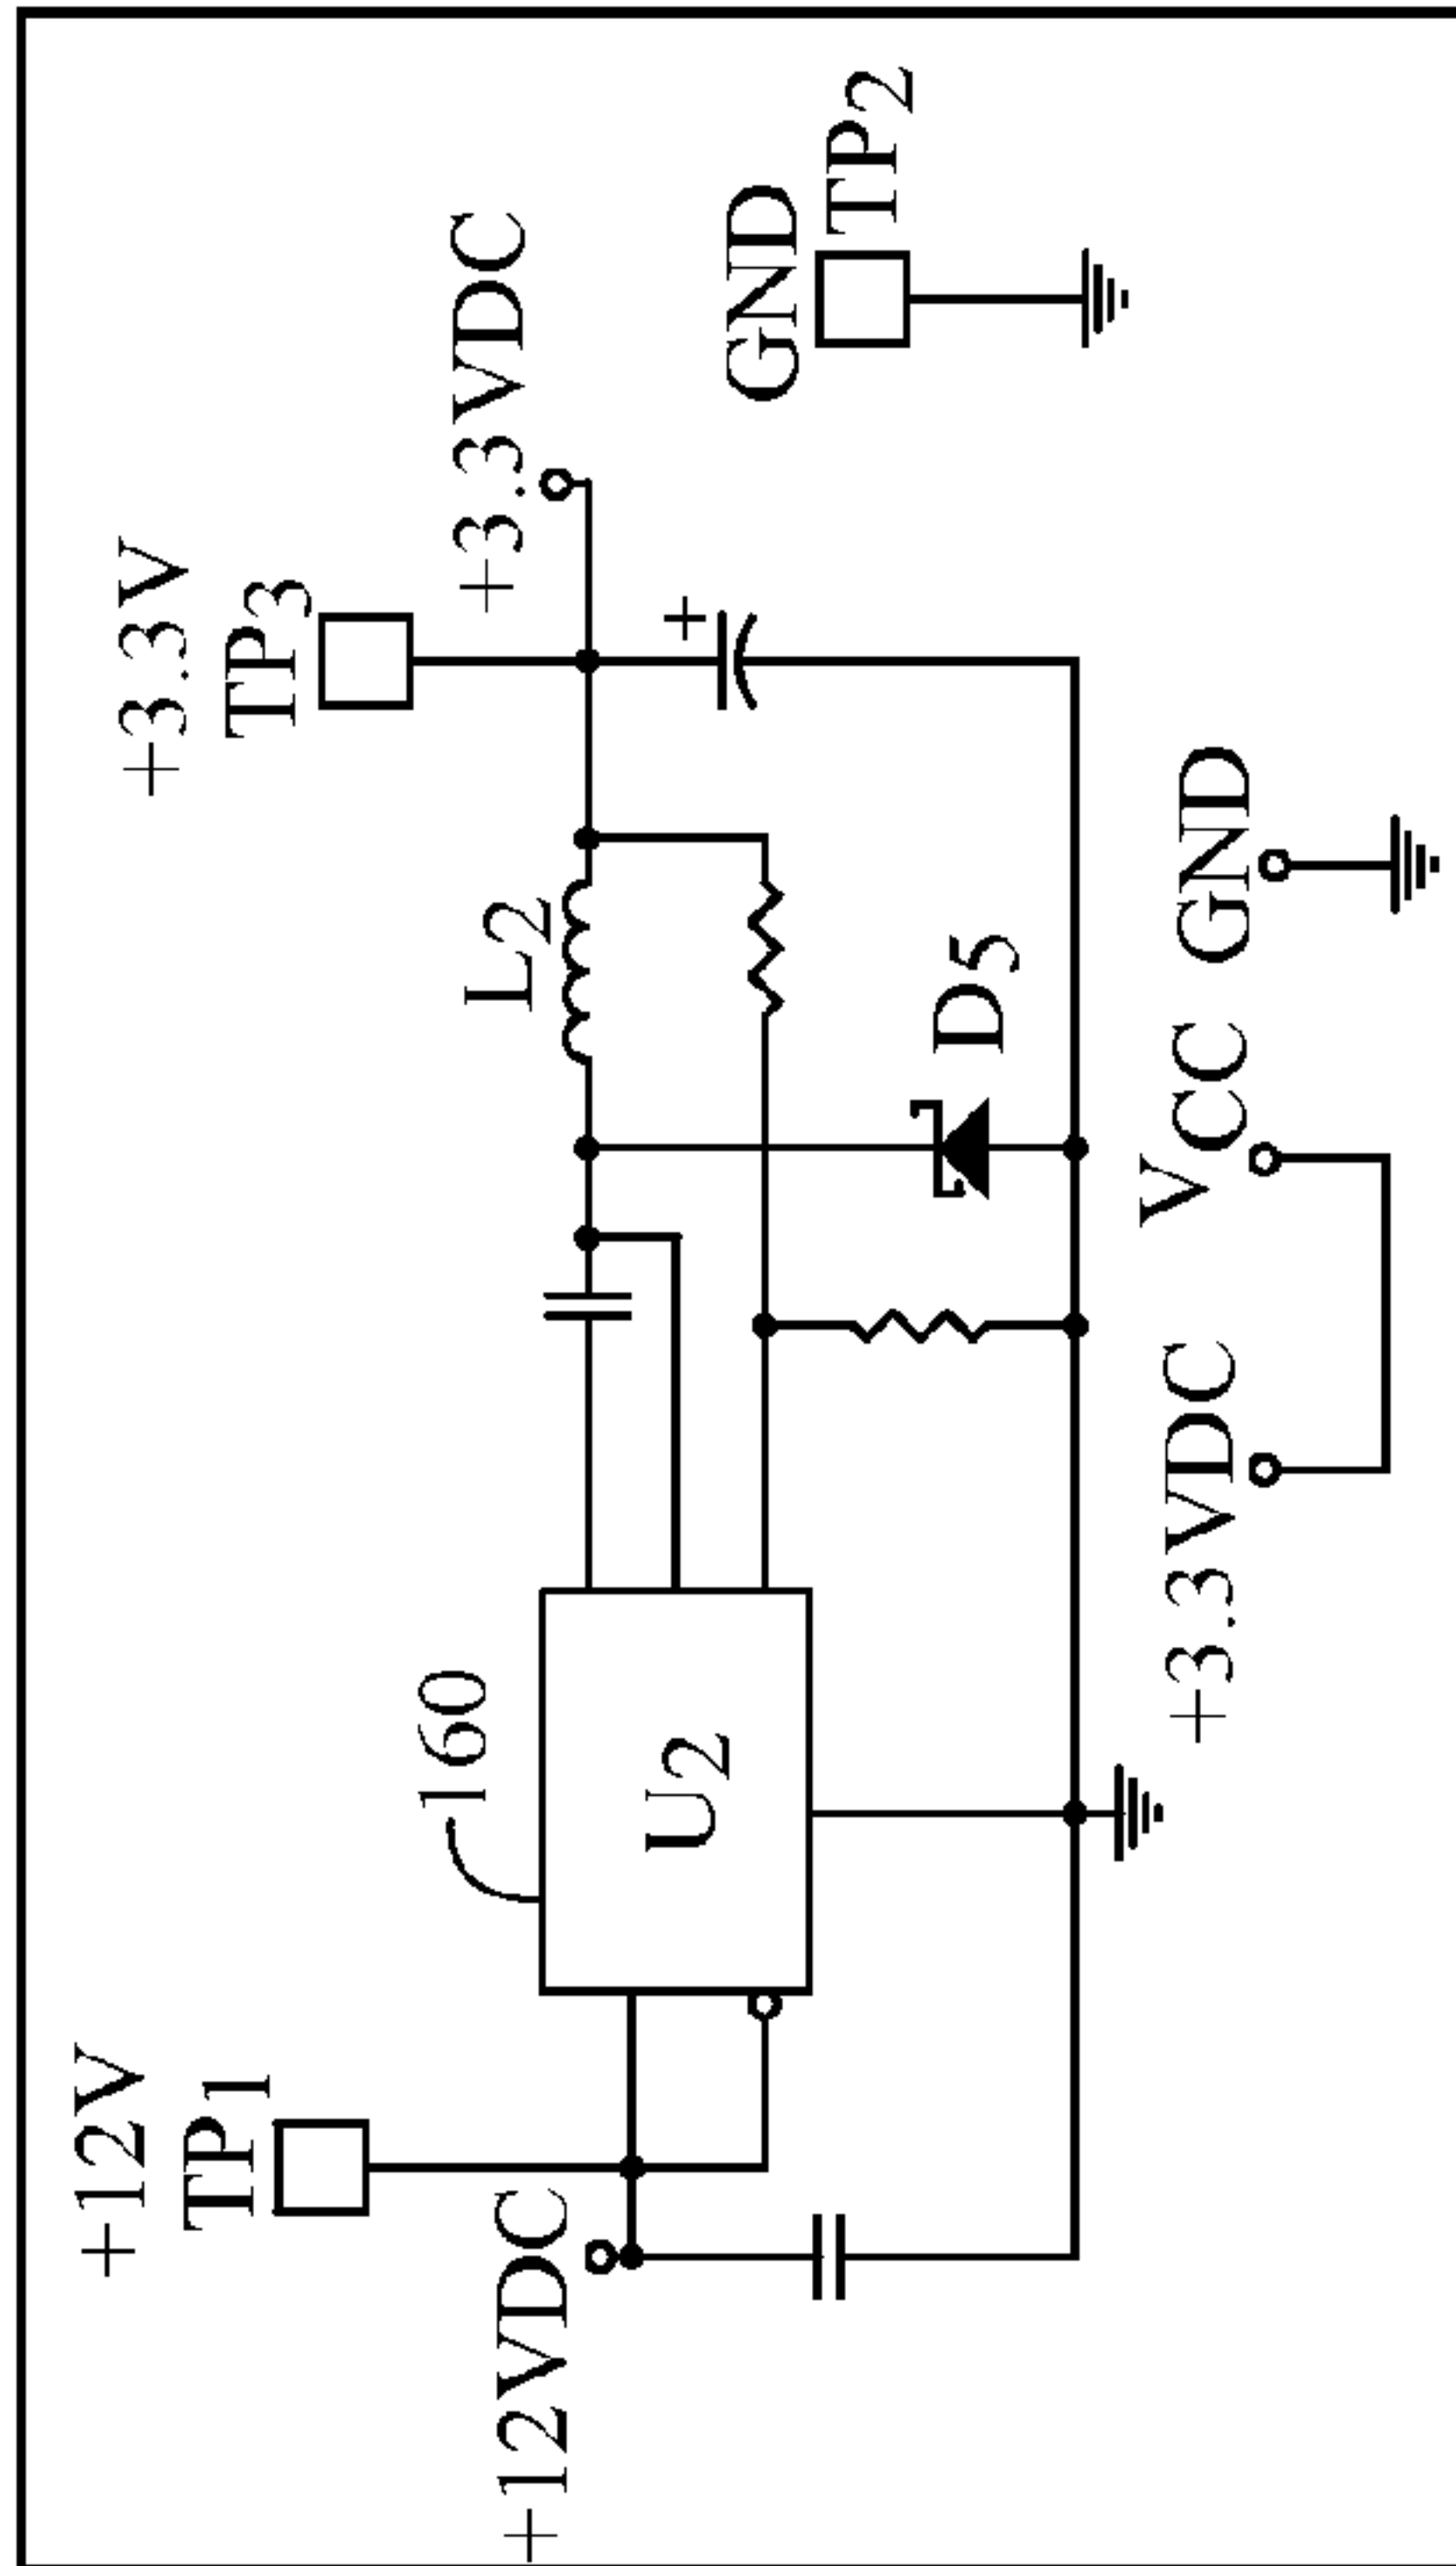 +12V
TP1
+12VDC
160
U2
+3.3V
TP3
L2
+
+3.3VDC
D5
GND
TP2
+3.3VDC
VCC
GND